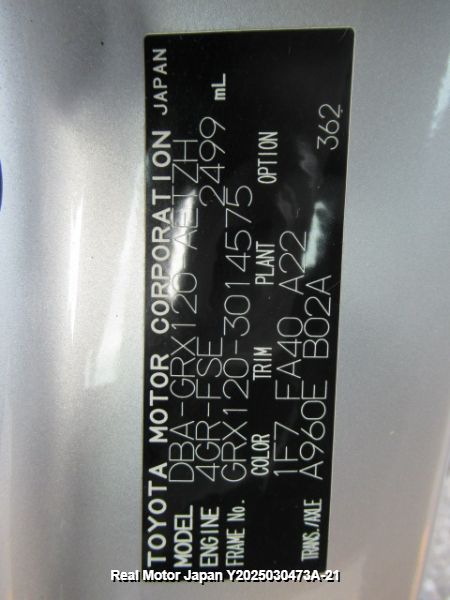 TOYOTA MOTOR CORPORATION JAPAN
MODEL DBA-GRX120-AETZH
ENGINE 4GR-FSE 2499 mL
FRAME No. GRX120-3014575
COLOR TRIM PLANT OPTION
1F7 FA40 A22
TRANS./AXLE A960E B02A 362
Real Motor Japan Y2025030473A-21